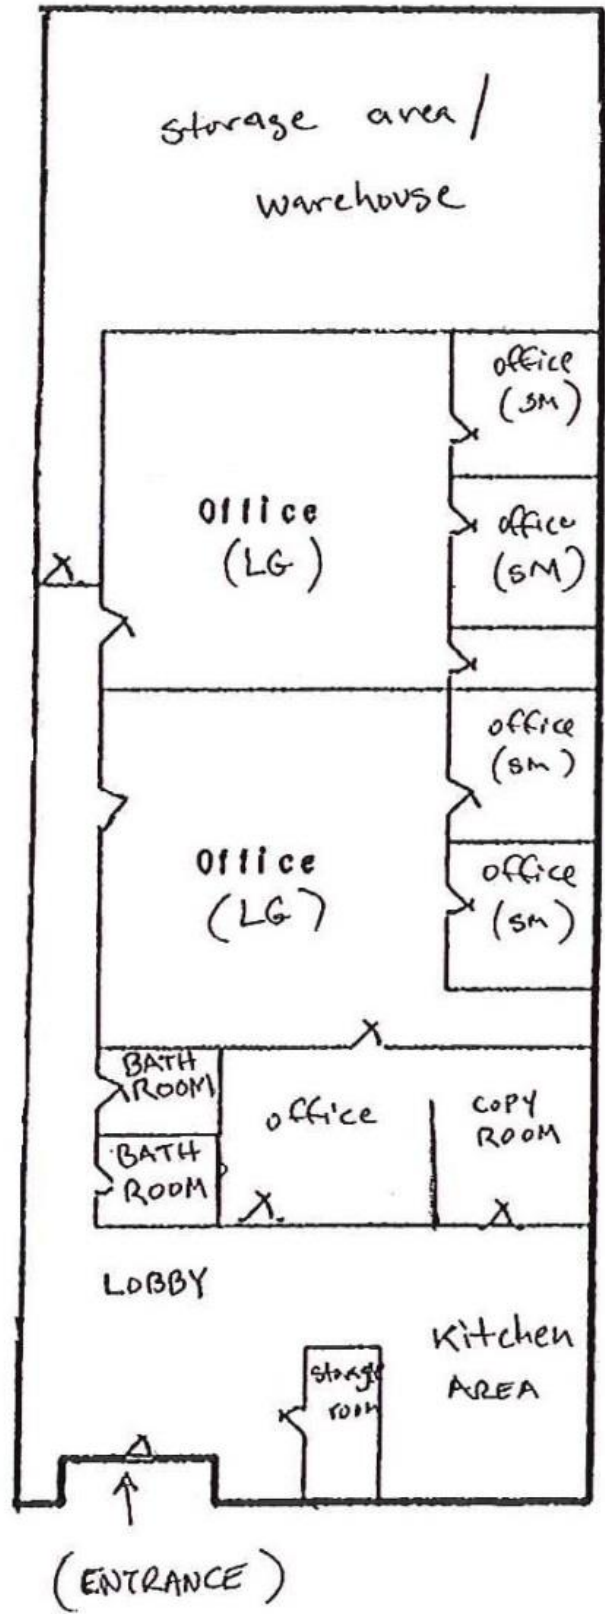 storage area /
warehouse
office
(SM)
Office
(LG)
office
(SM)
office
(SM)
Office
(LG)
office
(SM)
BATH
ROOM
office
COPY
ROOM
BATH
ROOM
LOBBY
Kitchen
AREA
storage
room
(ENTRANCE)